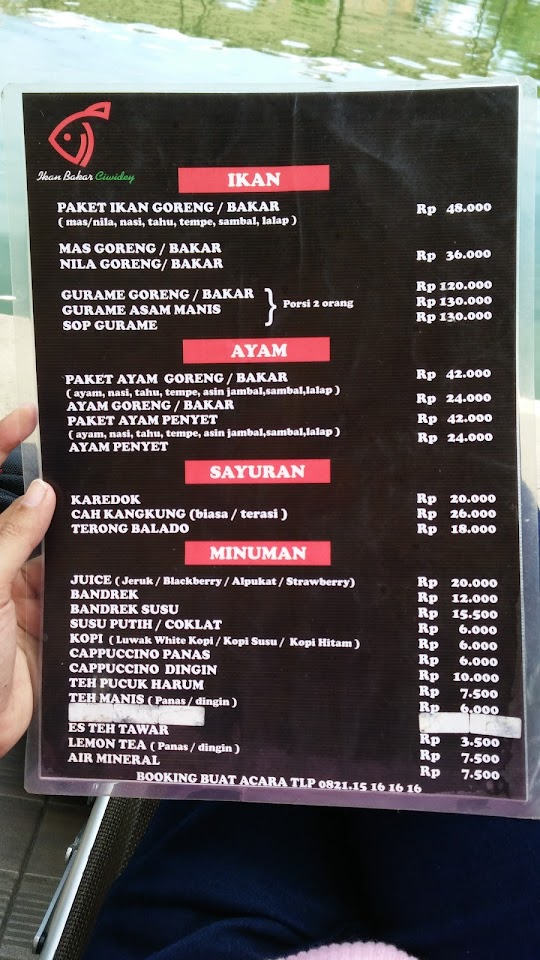 Ikan Bakar Ciwidey
IKAN
PAKET IKAN GORENG / BAKAR Rp 48.000
( mas/nila, nasi, tahu, tempe, sambal, lalap )
MAS GORENG / BAKAR
NILA GORENG/ BAKAR Rp 36.000
GURAME GORENG / BAKAR Rp 120.000
GURAME ASAM MANIS } Porsi 2 orang Rp 130.000
SOP GURAME Rp 130.000
AYAM
PAKET AYAM GORENG / BAKAR Rp 42.000
( ayam, nasi, tahu, tempe, asin jambal,sambal,lalap )
AYAM GORENG / BAKAR Rp 24.000
PAKET AYAM PENYET Rp 42.000
( ayam, nasi, tahu, tempe, asin jambal,sambal,lalap )
AYAM PENYET Rp 24.000
SAYURAN
KAREDOK Rp 20.000
CAH KANGKUNG (biasa / terasi ) Rp 26.000
TERONG BALADO Rp 18.000
MINUMAN
JUICE ( Jeruk / Blackberry / Alpukat / Strawberry) Rp 20.000
BANDREK Rp 12.000
BANDREK SUSU Rp 15.500
SUSU PUTIH / COKLAT Rp 6.000
KOPI ( Luwak White Kopi / Kopi Susu / Kopi Hitam ) Rp 6.000
CAPPUCCINO PANAS Rp 6.000
CAPPUCCINO DINGIN Rp 10.000
TEH PUCUK HARUM Rp 7.500
TEH MANIS ( Panas / dingin ) Rp 6.000
ES TEH TAWAR Rp 3.500
LEMON TEA ( Panas / dingin ) Rp 7.500
AIR MINERAL Rp 7.500
BOOKING BUAT ACARA TLP 0821.15 16 16 16